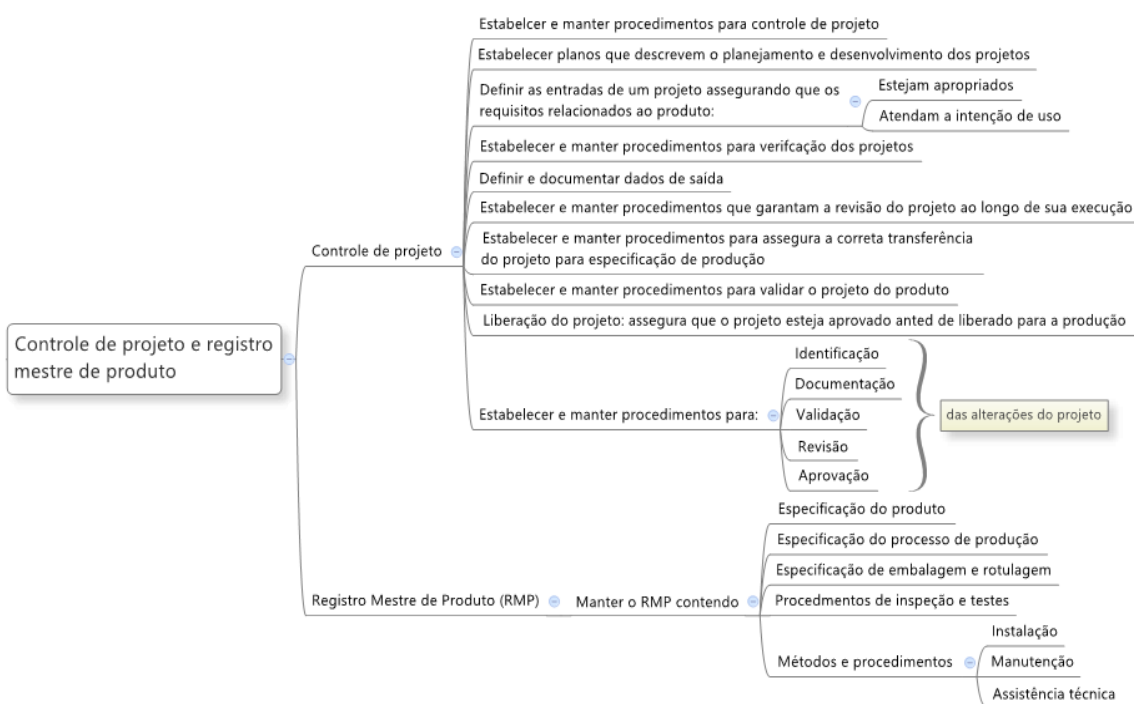 Controle de projeto e registro
mestre de produto
Controle de projeto
Estabelcer e manter procedimentos para controle de projeto
Estabelecer planos que descrevem o planejamento e desenvolvimento dos projetos
Definir as entradas de um projeto assegurando que os
requisitos relacionados ao produto:
Estejam apropriados
Atendam a intenção de uso
Estabelecer e manter procedimentos para verifcação dos projetos
Definir e documentar dados de saída
Estabelecer e manter procedimentos que garantam a revisão do projeto ao longo de sua execução
Estabelecer e manter procedimentos para assegura a correta transferência
do projeto para especificação de produção
Estabelecer e manter procedimentos para validar o projeto do produto
Liberação do projeto: assegura que o projeto esteja aprovado anted de liberado para a produção
Estabelecer e manter procedimentos para:
Identificação
Documentação
Validação
Revisão
Aprovação
das alterações do projeto
Registro Mestre de Produto (RMP)
Manter o RMP contendo
Especificação do produto
Especificação do processo de produção
Especificação de embalagem e rotulagem
Procedmentos de inspeção e testes
Métodos e procedimentos
Instalação
Manutenção
Assistência técnica